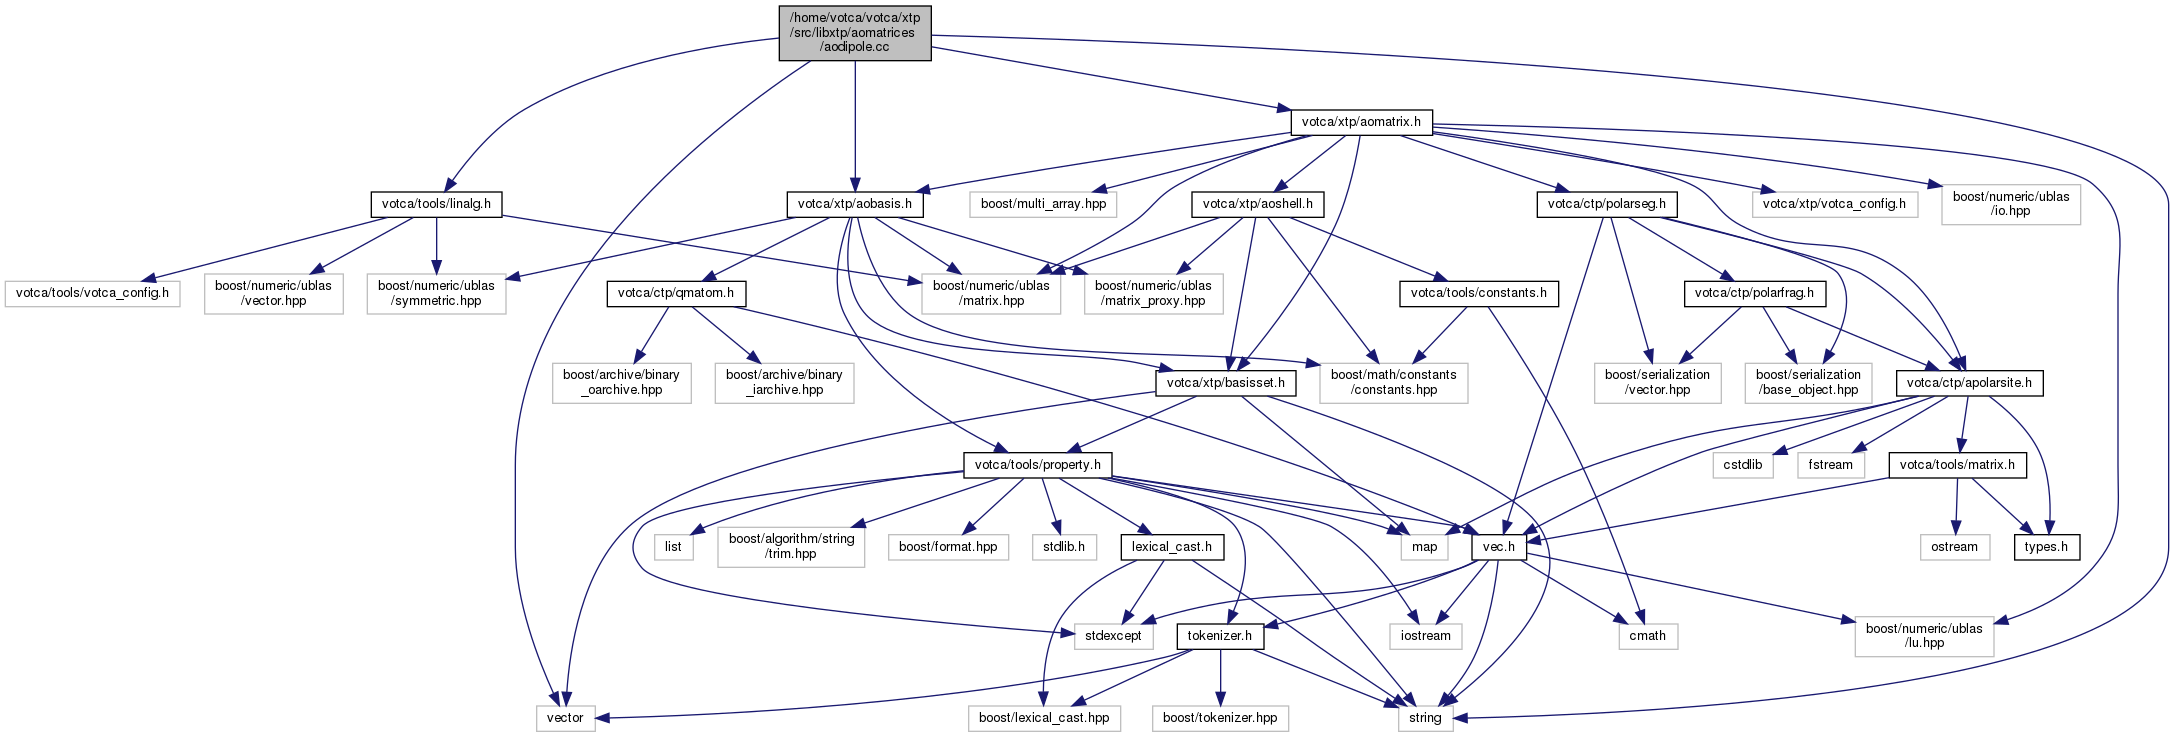 /home/votca/votca/xtp
/src/libxtp/aomatrices
/aodipole.cc
votca/xtp/aomatrix.h
votca/tools/linalg.h
votca/xtp/aobasis.h
boost/multi_array.hpp
votca/xtp/aoshell.h
votca/ctp/polarseg.h
votca/xtp/votca_config.h
boost/numeric/ublas
/io.hpp
votca/tools/votca_config.h
boost/numeric/ublas
/vector.hpp
boost/numeric/ublas
/symmetric.hpp
votca/ctp/qmatom.h
boost/numeric/ublas
/matrix.hpp
boost/numeric/ublas
/matrix_proxy.hpp
votca/tools/constants.h
votca/ctp/polarfrag.h
boost/archive/binary
_oarchive.hpp
boost/archive/binary
_iarchive.hpp
votca/xtp/basisset.h
boost/math/constants
/constants.hpp
boost/serialization
/vector.hpp
boost/serialization
/base_object.hpp
votca/ctp/apolarsite.h
votca/tools/property.h
cstdlib
fstream
votca/tools/matrix.h
list
boost/algorithm/string
/trim.hpp
boost/format.hpp
stdlib.h
lexical_cast.h
map
vec.h
ostream
types.h
stdexcept
tokenizer.h
iostream
cmath
boost/numeric/ublas
/lu.hpp
vector
boost/lexical_cast.hpp
boost/tokenizer.hpp
string